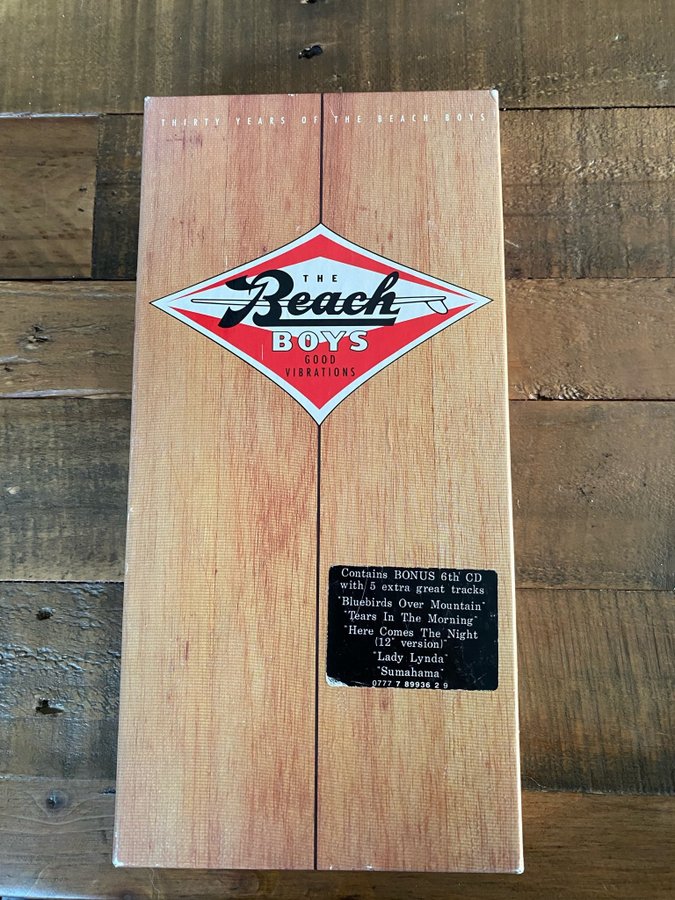 THIRTY YEARS OF THE BEACH BOYS
THE
Beach
BOYS
GOOD
VIBRATIONS
Contains BONUS 6th CD
with 5 extra great tracks
"Bluebirds Over Mountain"
"Tears In The Morning"
"Here Comes The Night
(12" version)"
"Lady Lynda"
"Sumahama"
0777 7 89936 2 9